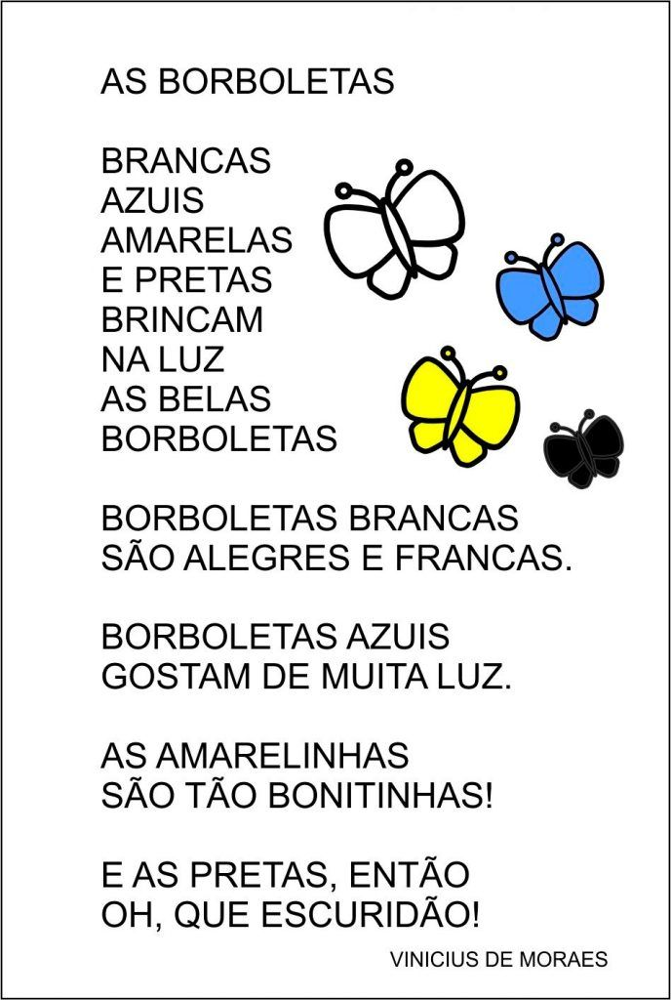 AS BORBOLETAS
BRANCAS
AZUIS
AMARELAS
E PRETAS
BRINCAM
NA LUZ
AS BELAS
BORBOLETAS
BORBOLETAS BRANCAS
SÃO ALEGRES E FRANCAS.
BORBOLETAS AZUIS
GOSTAM DE MUITA LUZ.
AS AMARELINHAS
SÃO TÃO BONITINHAS!
E AS PRETAS, ENTÃO
OH, QUE ESCURIDÃO!
VINICIUS DE MORAES